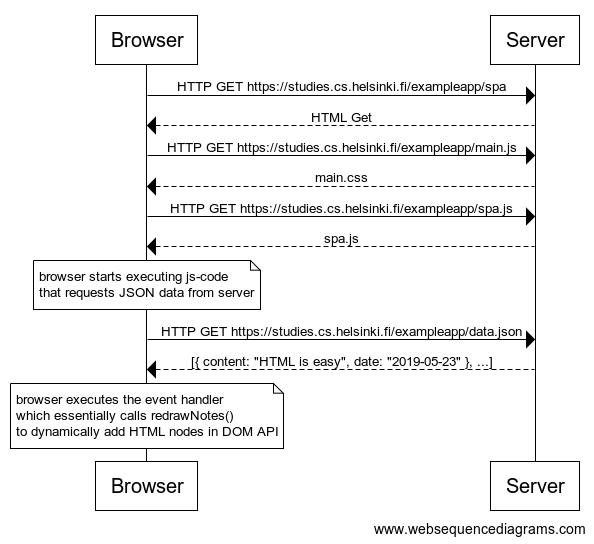 Browser
Server
HTTP GET https://studies.cs.helsinki.fi/exampleapp/spa
HTML Get
HTTP GET https://studies.cs.helsinki.fi/exampleapp/main.js
main.css
HTTP GET https://studies.cs.helsinki.fi/exampleapp/spa.js
spa.js
browser starts executing js-code
that requests JSON data from server
HTTP GET https://studies.cs.helsinki.fi/exampleapp/data.json
[{ content: "HTML is easy", date: "2019-05-23" }, ...]
browser executes the event handler
which essentially calls redrawNotes()
to dynamically add HTML nodes in DOM API
Browser
Server
www.websequencediagrams.com